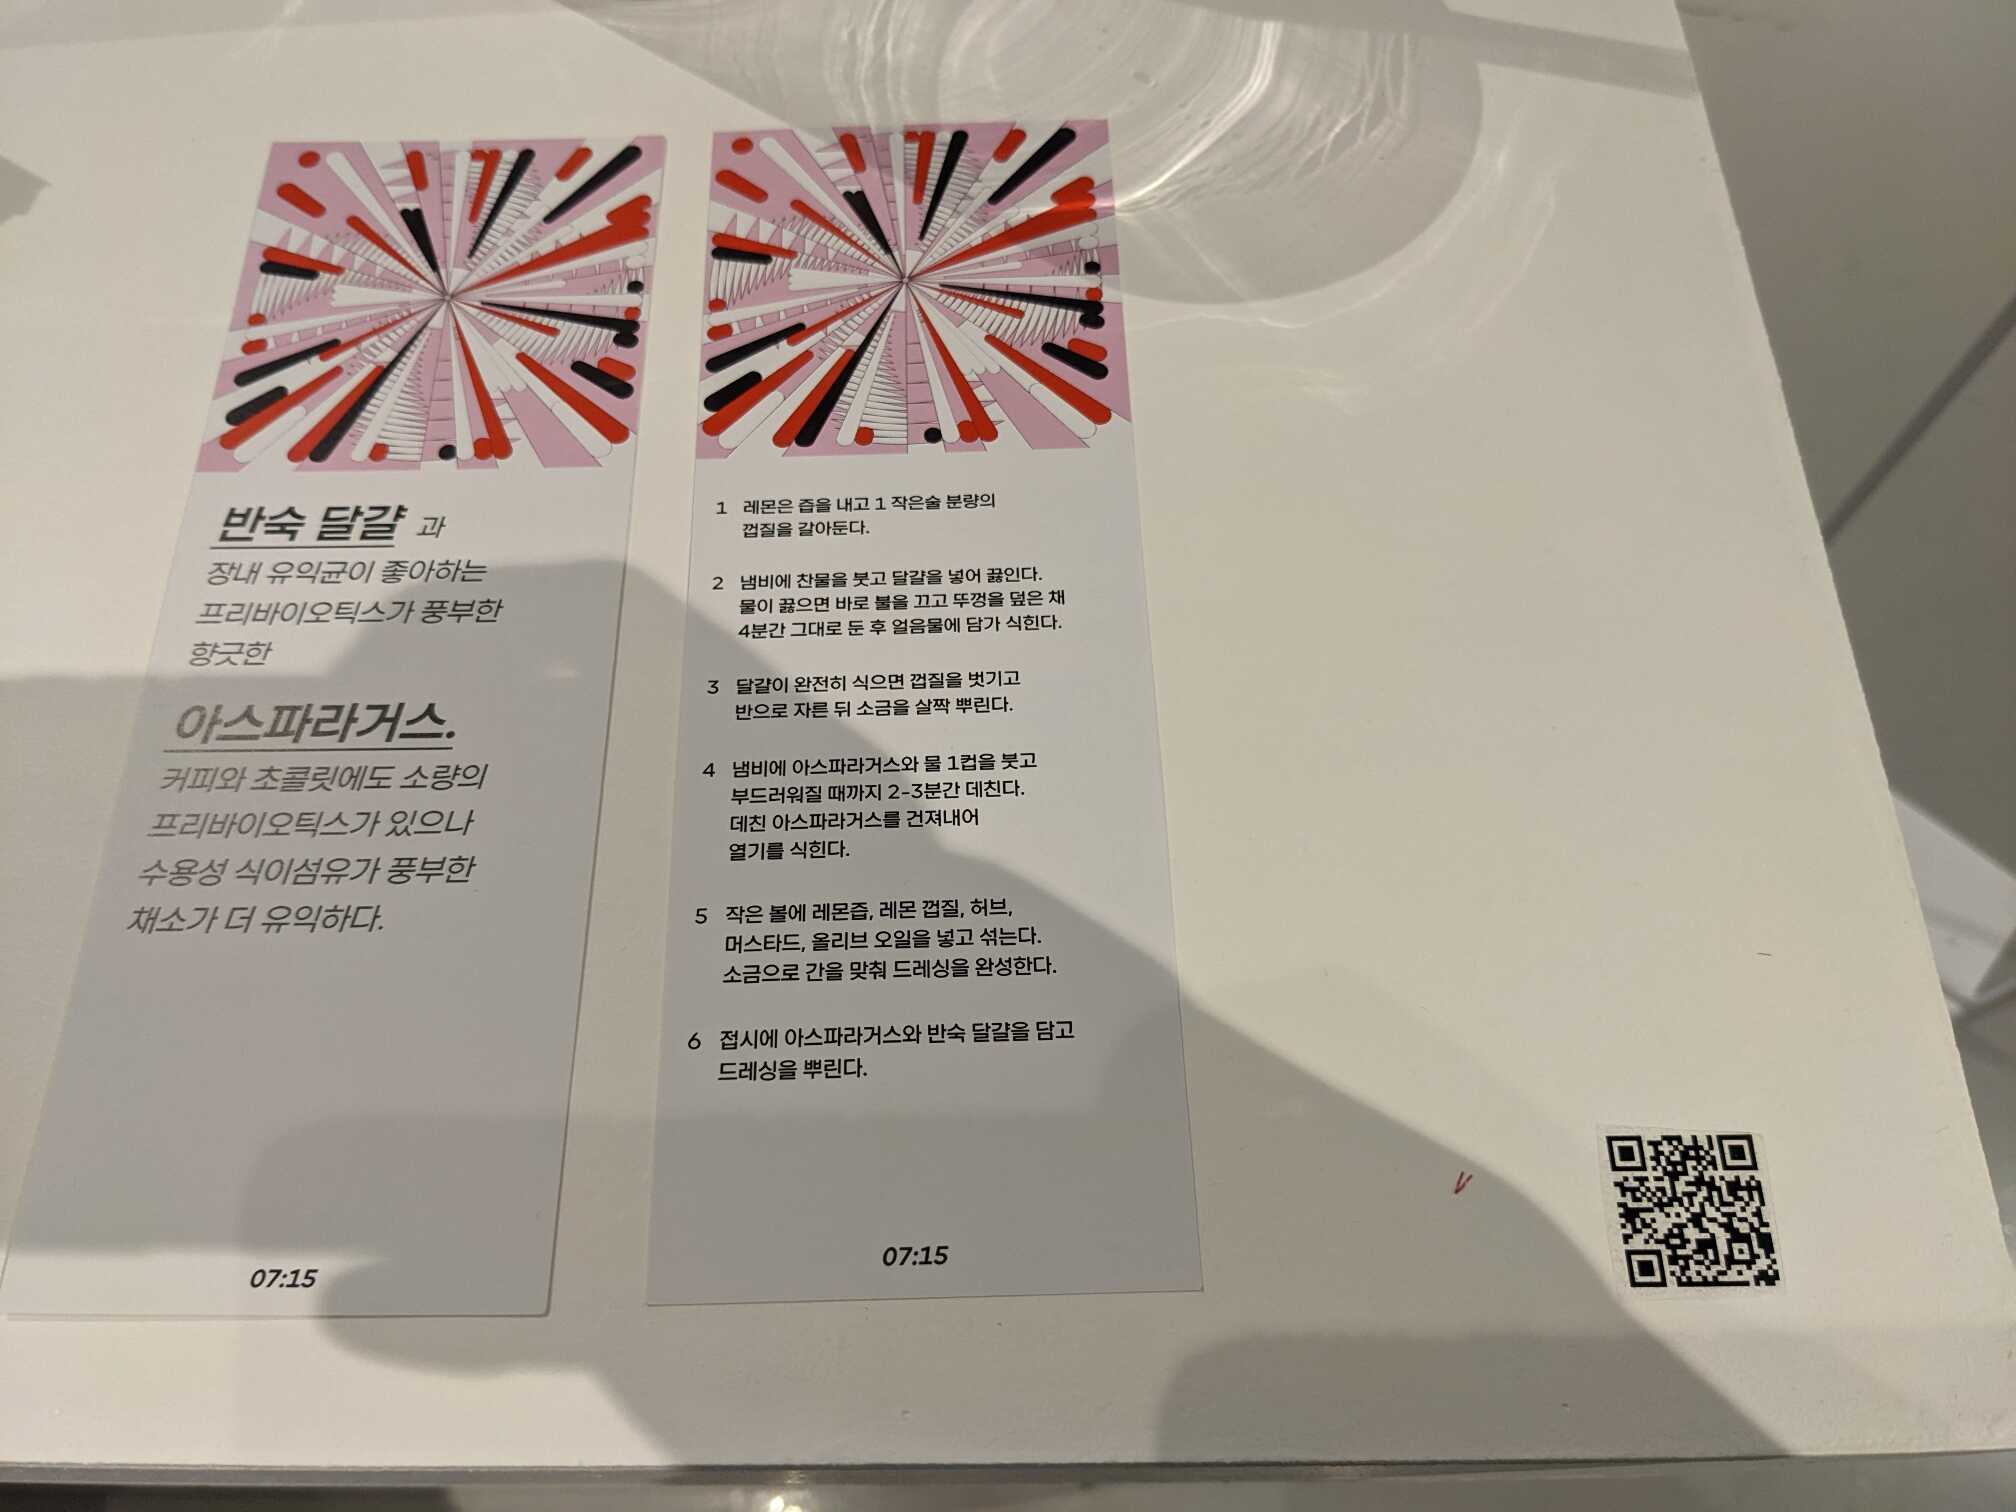 반숙 달걀 과
장내 유익균이 좋아하는
프리바이오틱스가 풍부한
향긋한
아스파라거스.
커피와 초콜릿에도 소량의
프리바이오틱스가 있으나
수용성 식이섬유가 풍부한
채소가 더 유익하다.
07:15
1 레몬은 즙을 내고 1 작은술 분량의
껍질을 갈아둔다.
2 냄비에 찬물을 붓고 달걀을 넣어 끓인다.
물이 끓으면 바로 불을 끄고 뚜껑을 덮은 채
4분간 그대로 둔 후 얼음물에 담가 식힌다.
3 달걀이 완전히 식으면 껍질을 벗기고
반으로 자른 뒤 소금을 살짝 뿌린다.
4 냄비에 아스파라거스와 물 1컵을 붓고
부드러워질 때까지 2-3분간 데친다.
데친 아스파라거스를 건져내어
열기를 식힌다.
5 작은 볼에 레몬즙, 레몬 껍질, 허브,
머스타드, 올리브 오일을 넣고 섞는다.
소금으로 간을 맞춰 드레싱을 완성한다.
6 접시에 아스파라거스와 반숙 달걀을 담고
드레싱을 뿌린다.
07:15